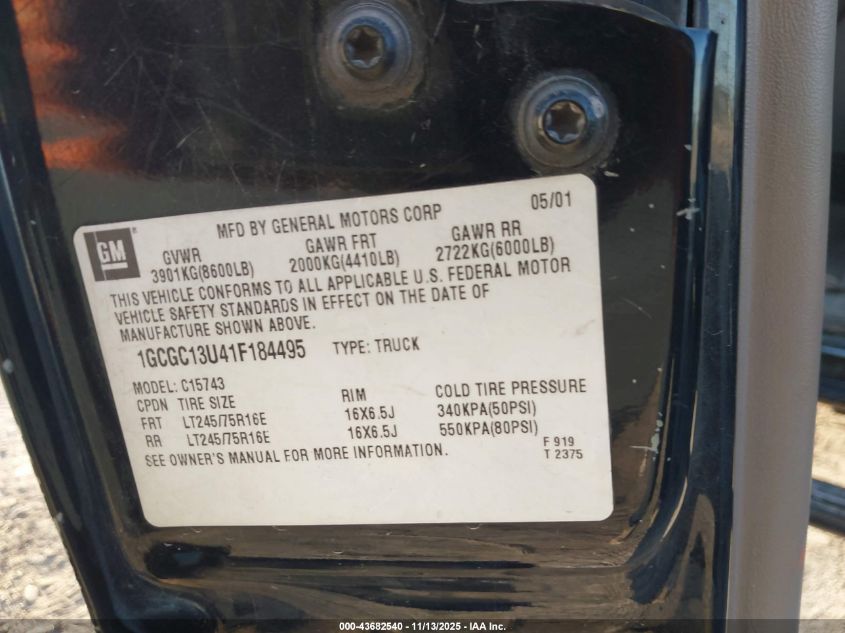 MFD BY GENERAL MOTORS CORP 05/01
GM®
GVWR GAWR FRT GAWR RR
3901KG(8600LB) 2000KG(4410LB) 2722KG(6000LB)
THIS VEHICLE CONFORMS TO ALL APPLICABLE U.S. FEDERAL MOTOR
VEHICLE SAFETY STANDARDS IN EFFECT ON THE DATE OF
MANUFACTURE SHOWN ABOVE.
1GCGC13U41F184495 TYPE: TRUCK
MODEL: C15743
CPDN TIRE SIZE RIM COLD TIRE PRESSURE
FRT LT245/75R16E 16X6.5J 340KPA(50PSI)
RR LT245/75R16E 16X6.5J 550KPA(80PSI)
SEE OWNER'S MANUAL FOR MORE INFORMATION.
F 919
T 2375
000-43682540 | 11/13/2025 - IAA Inc.